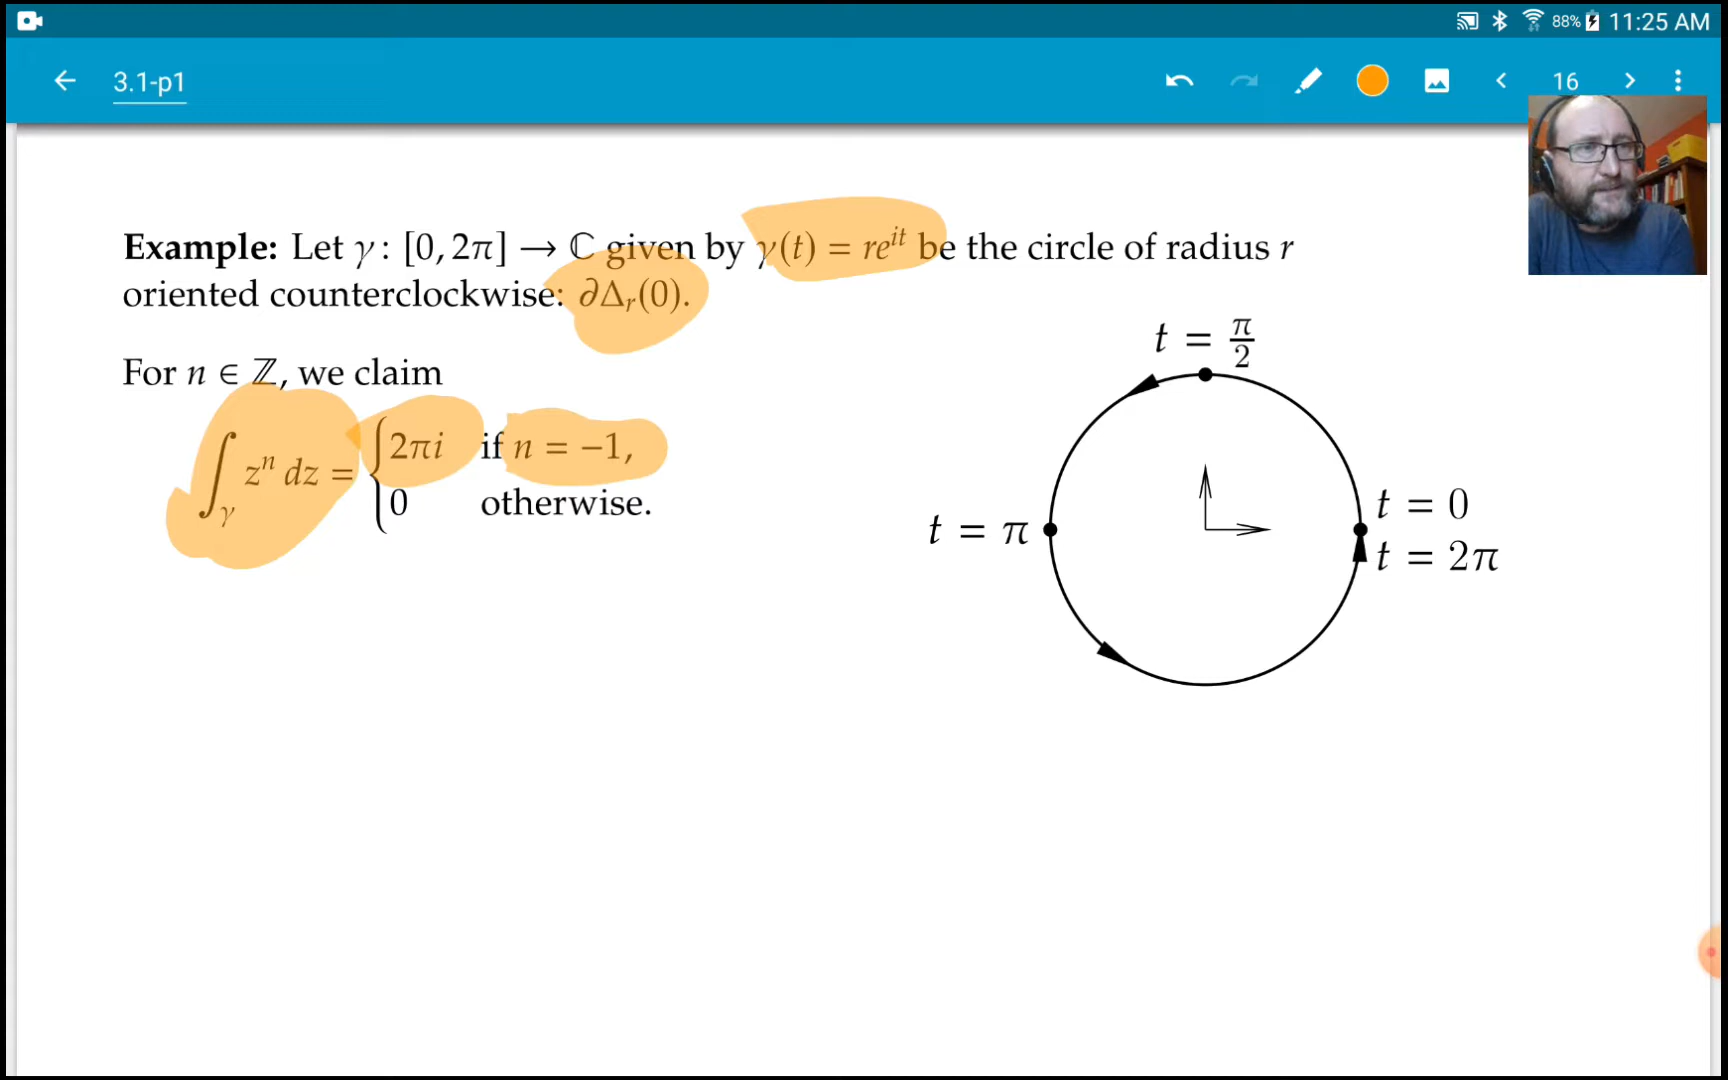 88% 11:25 AM
3.1-p1 16
Example: Let γ : [0, 2π] → ℂ given by γ(t) = re^{it} be the circle of radius r
oriented counterclockwise: ∂Δ_r(0).
For n ∈ ℤ, we claim
∫_γ z^n dz = { 2πi if n = −1,
0 otherwise.
t = π/2
t = π
t = 0
t = 2π